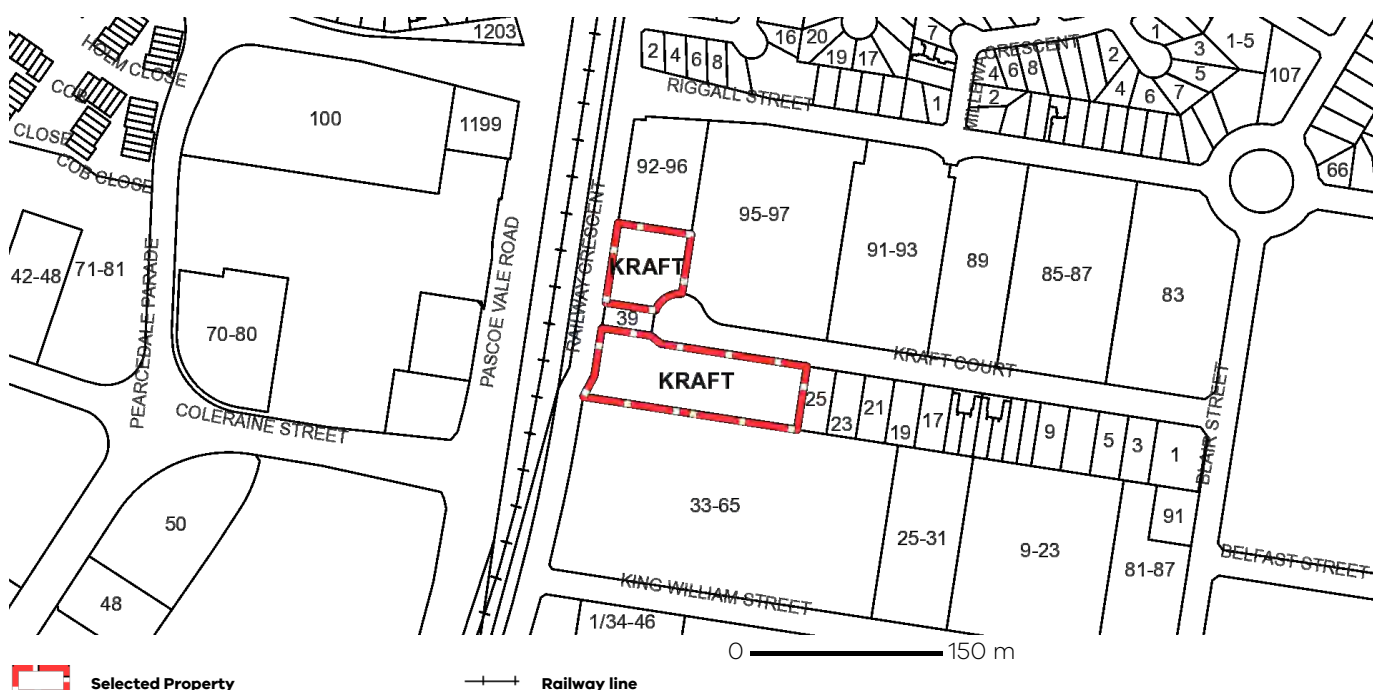 1203
HOLM CLOSE
COB
CLOSE
COB CLOSE
100
1199
42-48
71-81
PEARCEDALE PARADE
70-80
COLERAINE STREET
PASCOE VALE ROAD
50
48
RAILWAY CRESCENT
2 4 6 8
16 20
19 17
7
RIGGALL STREET
1
CRESCENT
4 6 8
2
2
1
3
1-5
5
4 6 7
107
66
92-96
95-97
91-93
89
85-87
83
KRAFT
39
KRAFT
KRAFT COURT
25
23
21
19
17
9
5
3
1
BLAIR STREET
91
33-65
25-31
9-23
81-87
BELFAST STREET
KING WILLIAM STREET
1/34-46
0 150 m
Selected Property
Railway line